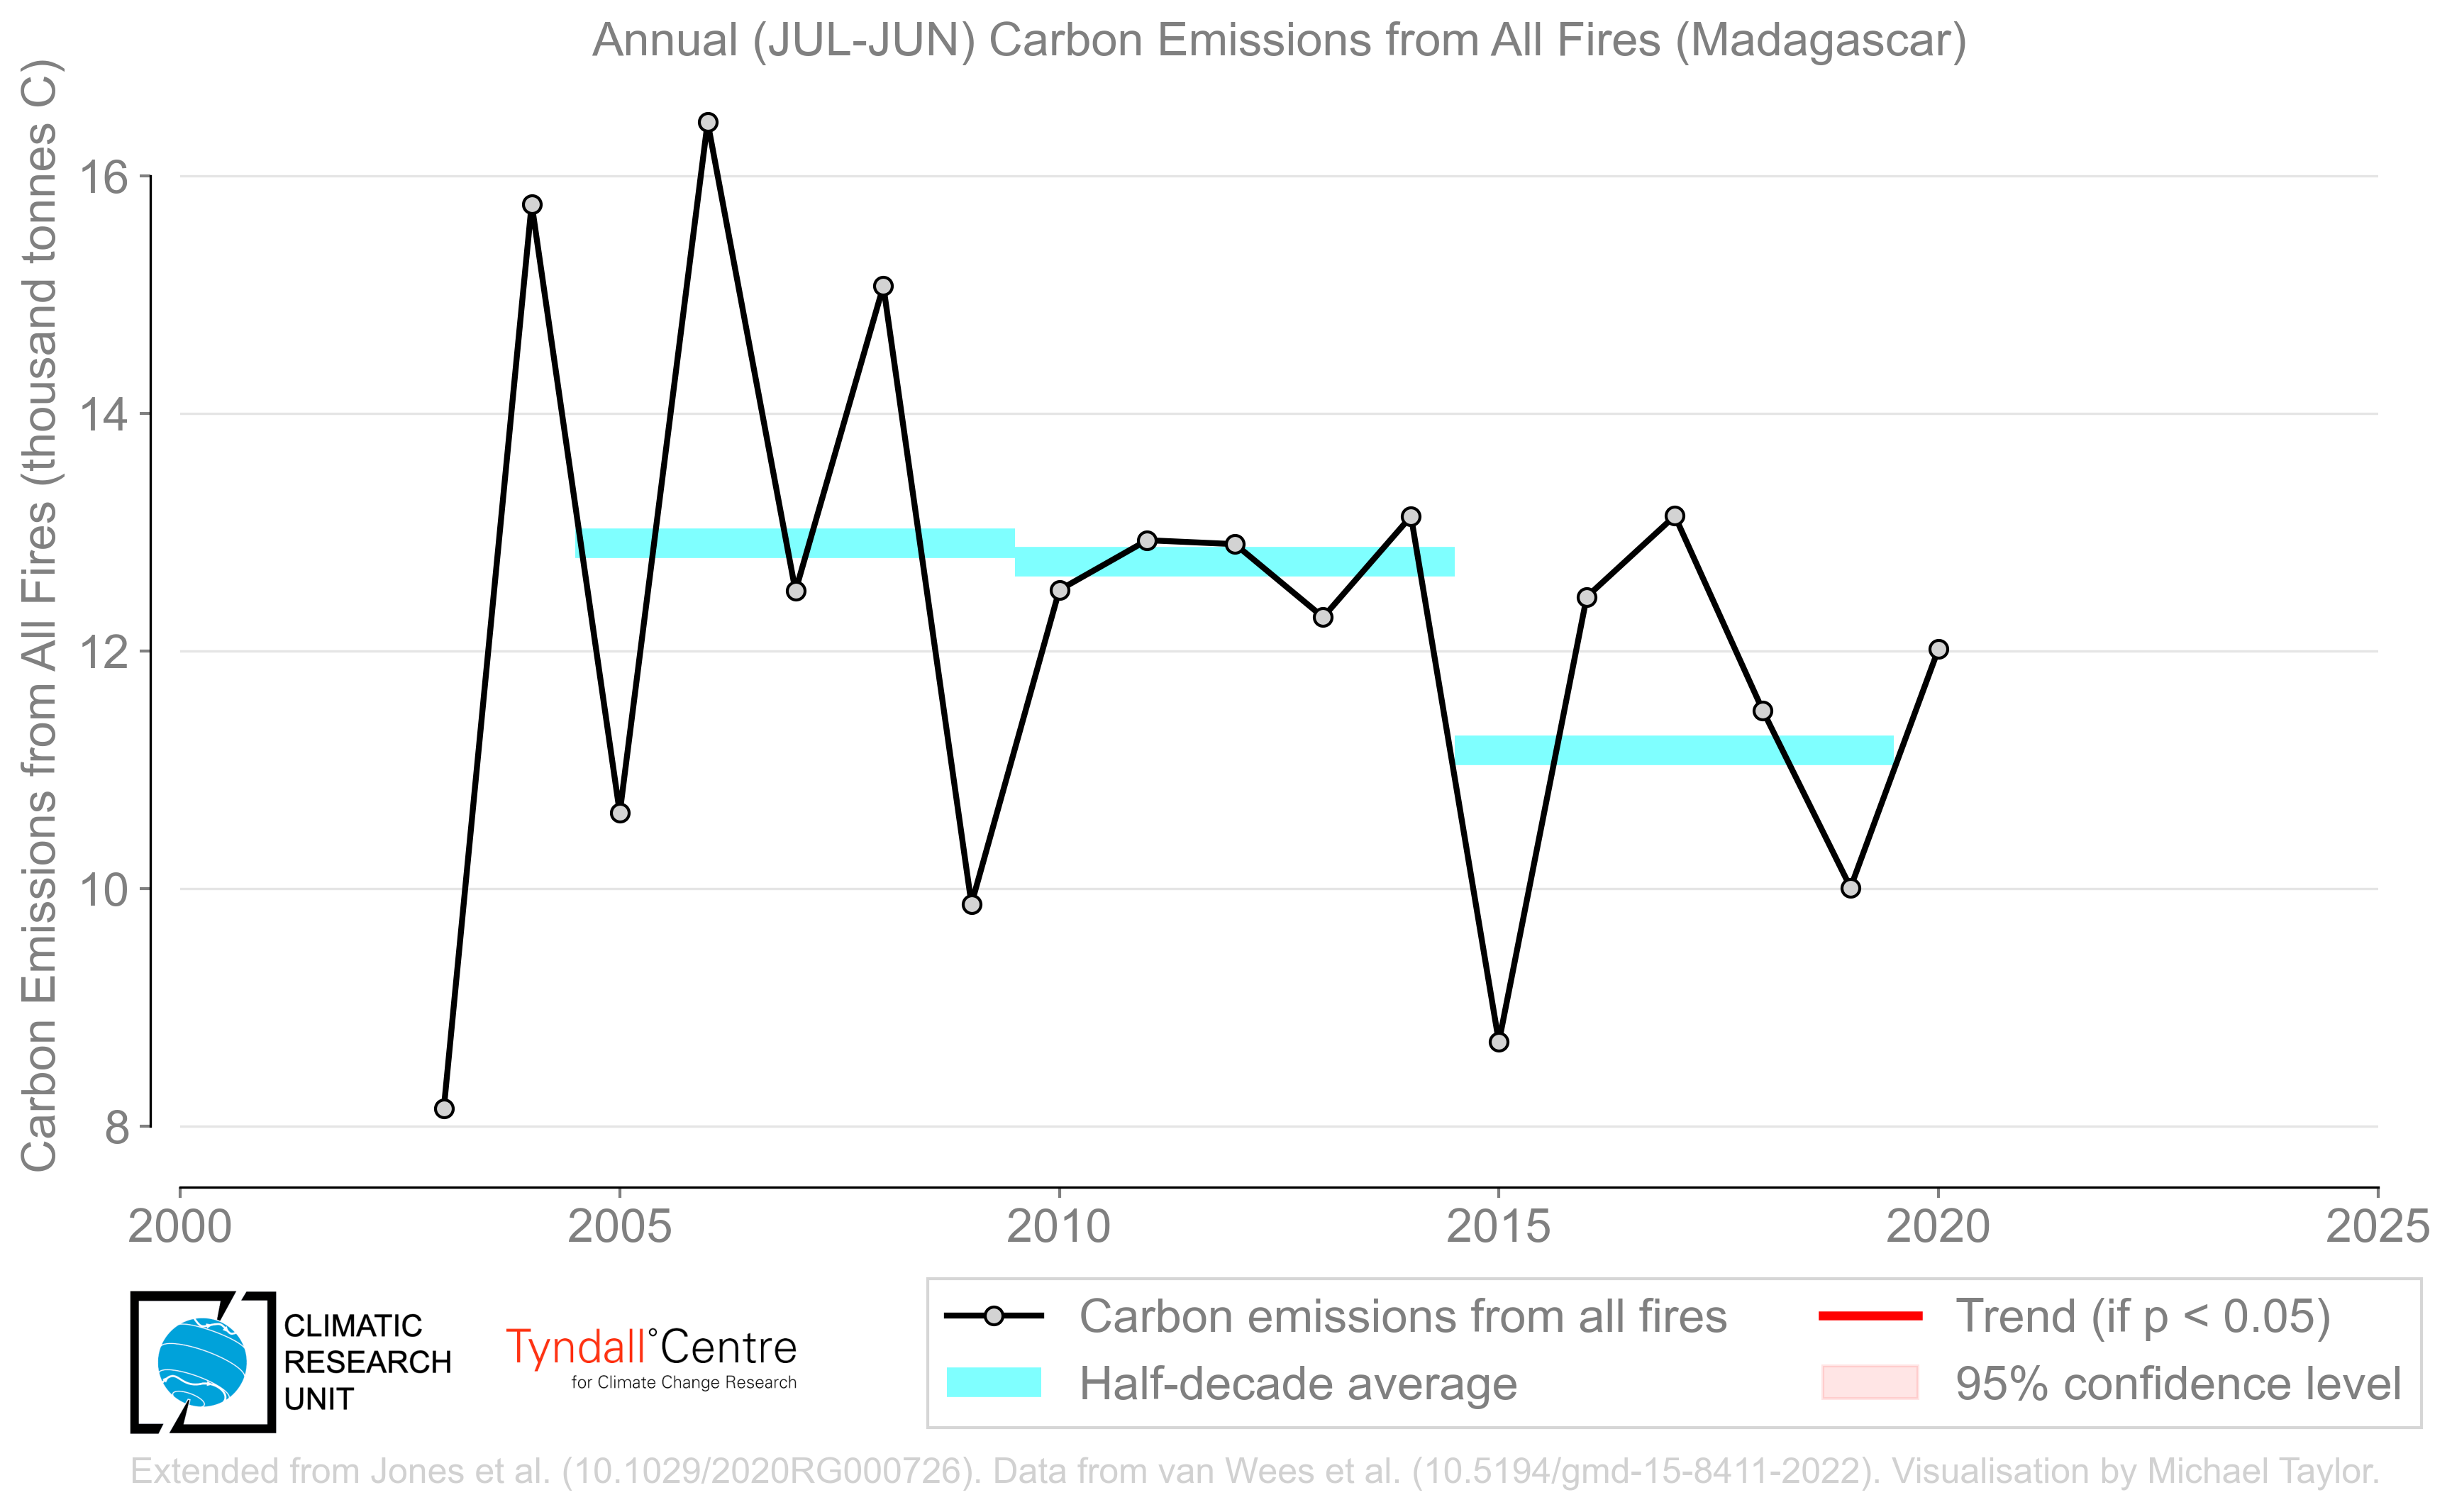 Annual (JUL-JUN) Carbon Emissions from All Fires (Madagascar)
Carbon Emissions from All Fires (thousand tonnes C)
16
14
12
10
8
2000 2005 2010 2015 2020 2025
CLIMATIC
RESEARCH
UNIT
Tyndall°Centre
for Climate Change Research
Carbon emissions from all fires
Half-decade average
Trend (if p < 0.05)
95% confidence level
Extended from Jones et al. (10.1029/2020RG000726). Data from van Wees et al. (10.5194/gmd-15-8411-2022). Visualisation by Michael Taylor.